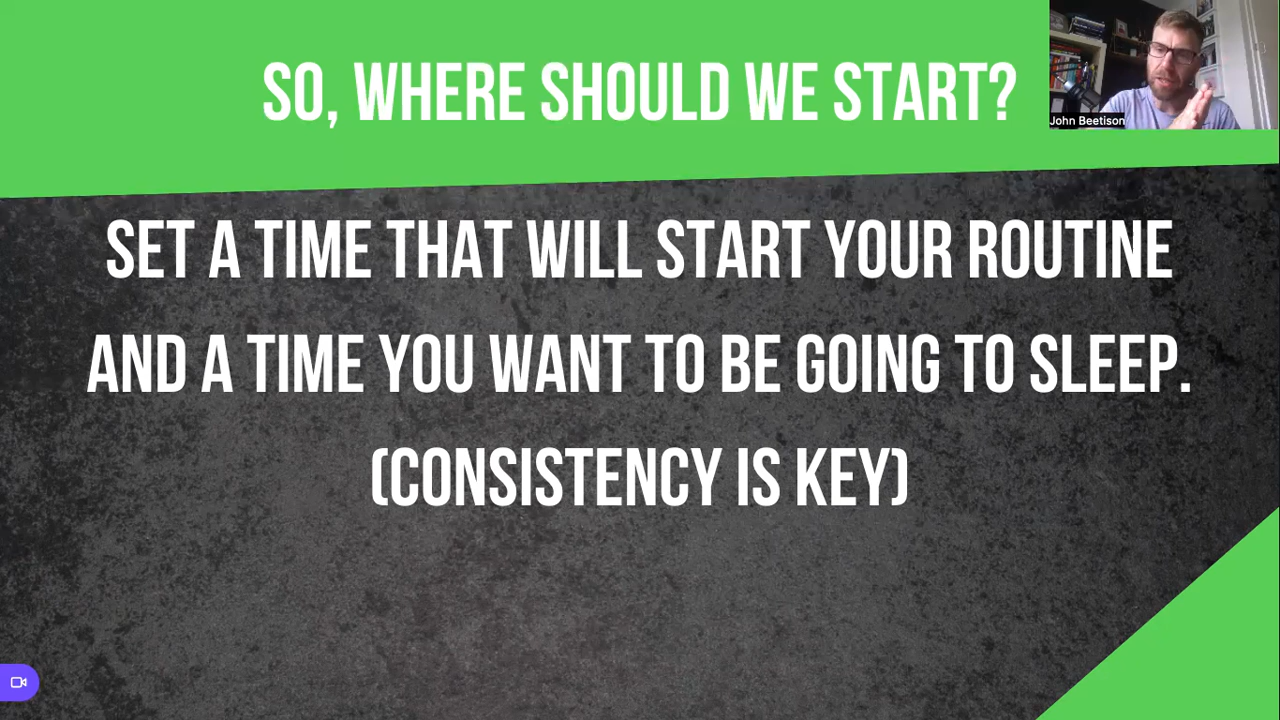 SO, WHERE SHOULD WE START?
John Beetison
SET A TIME THAT WILL START YOUR ROUTINE
AND A TIME YOU WANT TO BE GOING TO SLEEP.
(CONSISTENCY IS KEY)